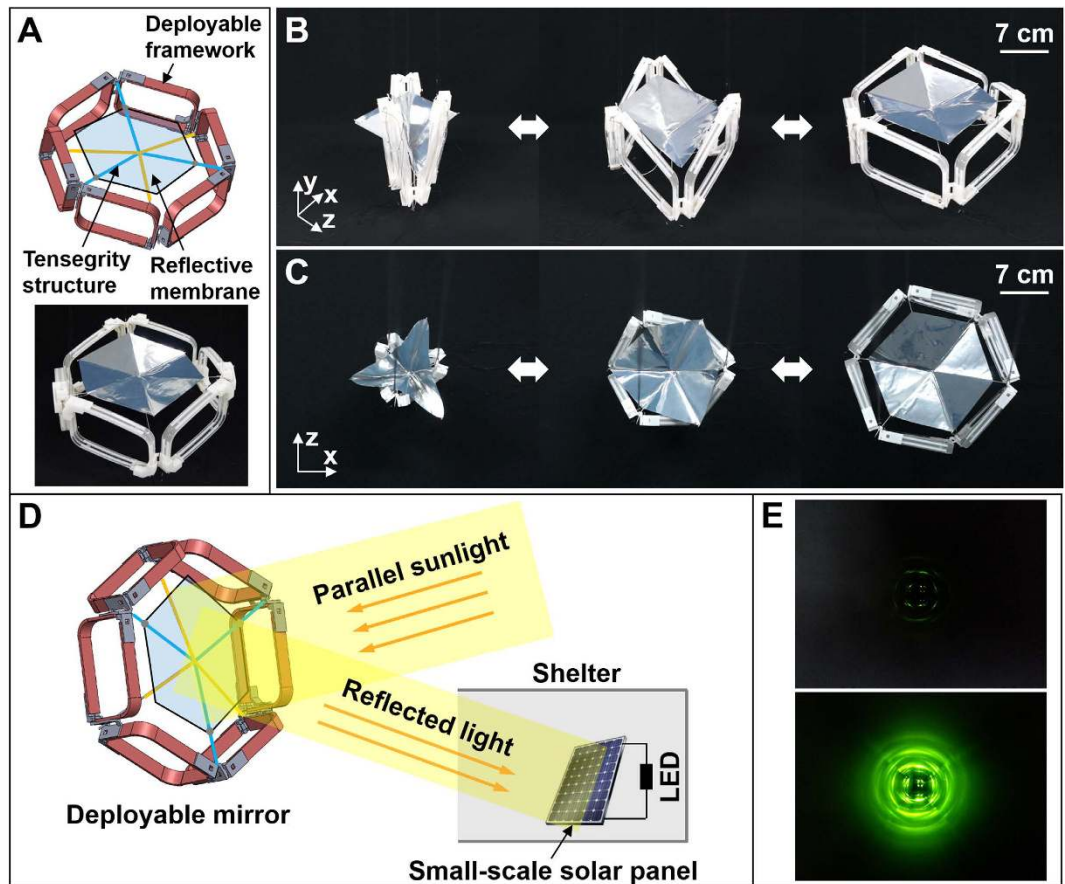 A
Deployable
framework
Tensegrity
structure
Reflective
membrane
B
7 cm
y
x
z
C
7 cm
z
x
D
Parallel sunlight
Reflected light
Shelter
LED
Deployable mirror
Small-scale solar panel
E